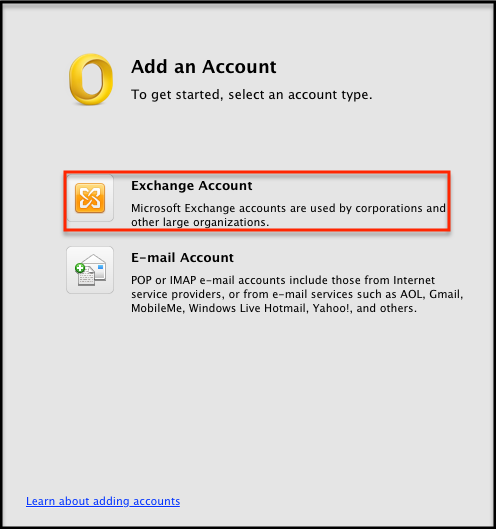 Add an Account
To get started, select an account type.
Exchange Account
Microsoft Exchange accounts are used by corporations and
other large organizations.
E-mail Account
POP or IMAP e-mail accounts include those from Internet
service providers, or from e-mail services such as AOL, Gmail,
MobileMe, Windows Live Hotmail, Yahoo!, and others.
Learn about adding accounts